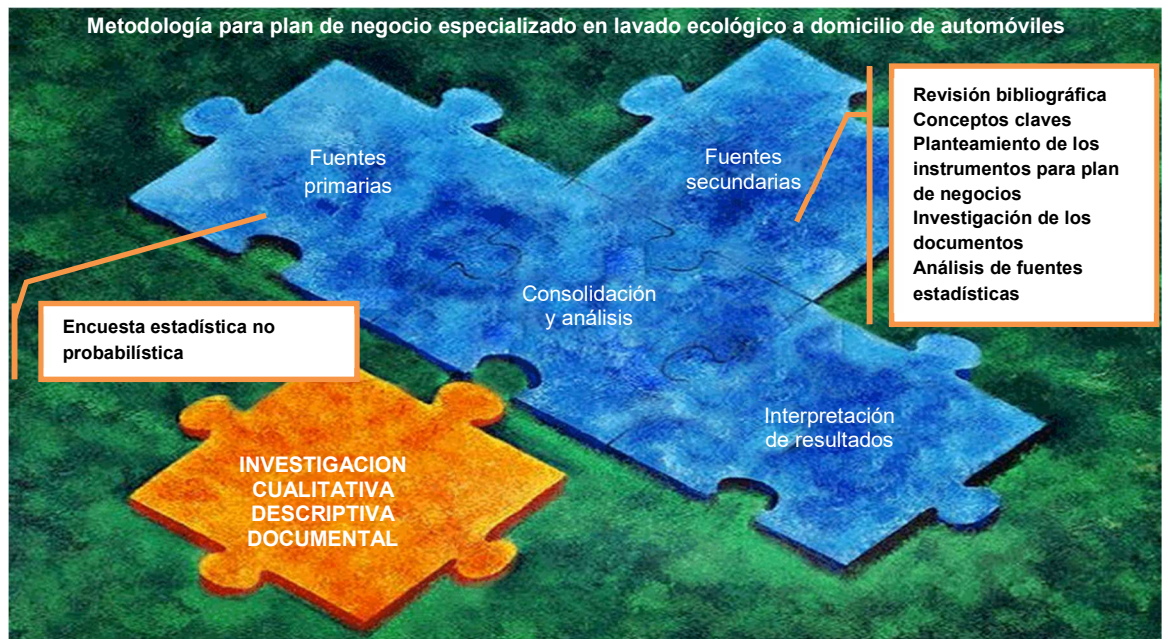 Metodología para plan de negocio especializado en lavado ecológico a domicilio de automóviles
Fuentes
primarias
Fuentes
secundarias
Revisión bibliográfica
Conceptos claves
Planteamiento de los
instrumentos para plan
de negocios
Investigación de los
documentos
Análisis de fuentes
estadísticas
Consolidación
y análisis
Encuesta estadística no
probabilística
Interpretación
de resultados
INVESTIGACION
CUALITATIVA
DESCRIPTIVA
DOCUMENTAL